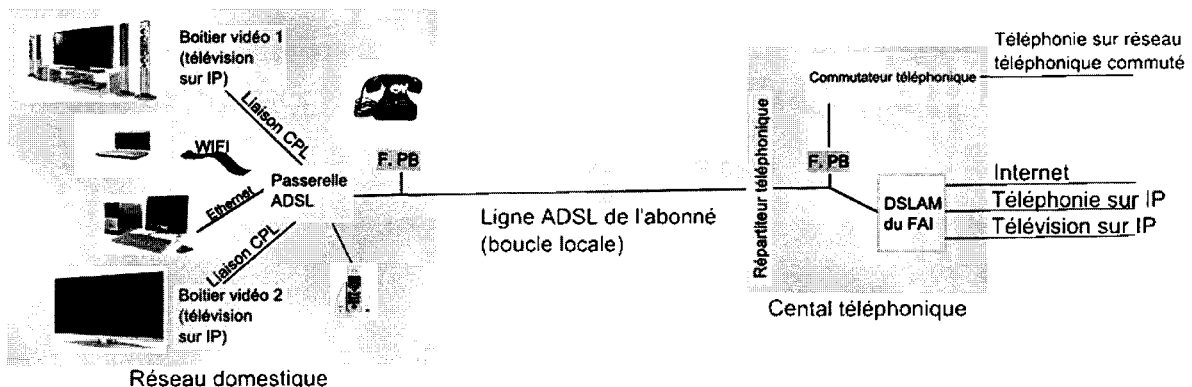 Boitier vidéo 1
(télévision
sur IP)
Liaison CPL
WIFI
Ethernet
Passerelle
ADSL
Liaison CPL
Boitier vidéo 2
(télévision
sur IP)
Réseau domestique
F. PB
Ligne ADSL de l'abonné
(boucle locale)
Répartiteur téléphonique
Commutateur téléphonique
F. PB
DSLAM
du FAI
Cental téléphonique
Téléphonie sur réseau
téléphonique commuté
Internet
Téléphonie sur IP
Télévision sur IP